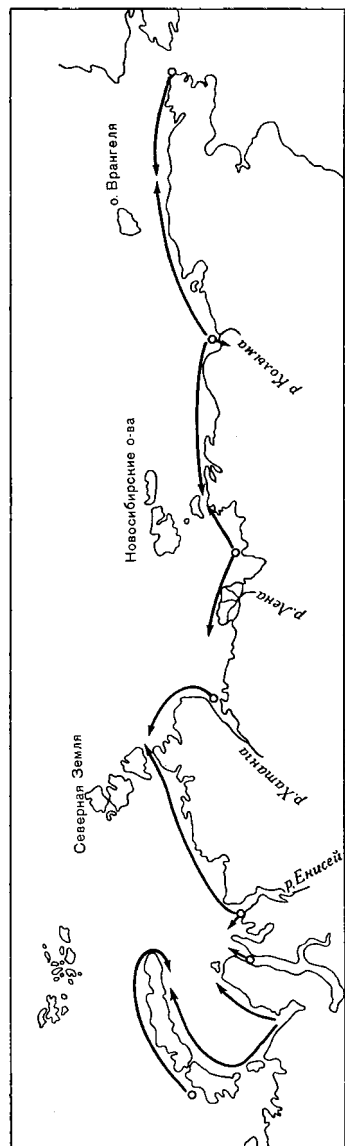 о. Врангеля
р Колыма
Новосибирские о-ва
р. Лена
р. Хатанга
Северная Земля
р. Енисей